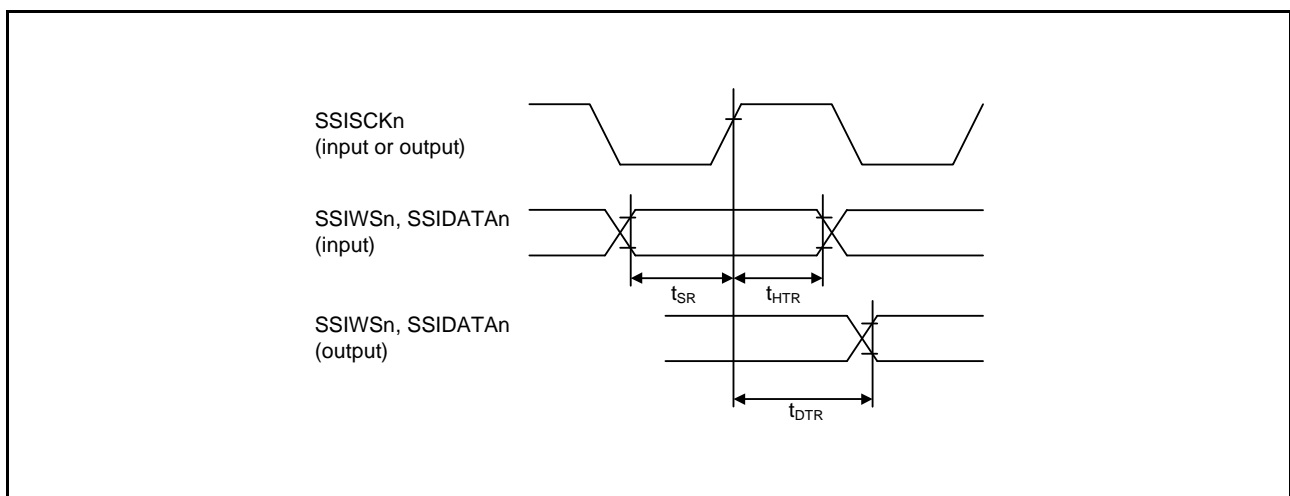 SSISCKn
(input or output)
SSIWSn, SSIDATAn
(input)
tSR
tHTR
SSIWSn, SSIDATAn
(output)
tDTR